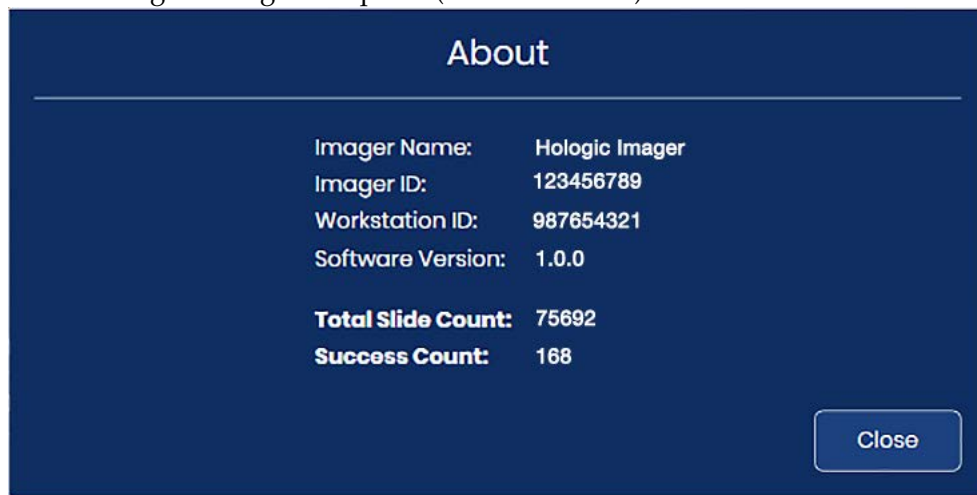 About
Imager Name: Hologic Imager
Imager ID: 123456789
Workstation ID: 987654321
Software Version: 1.0.0
Total Slide Count: 75692
Success Count: 168
Close